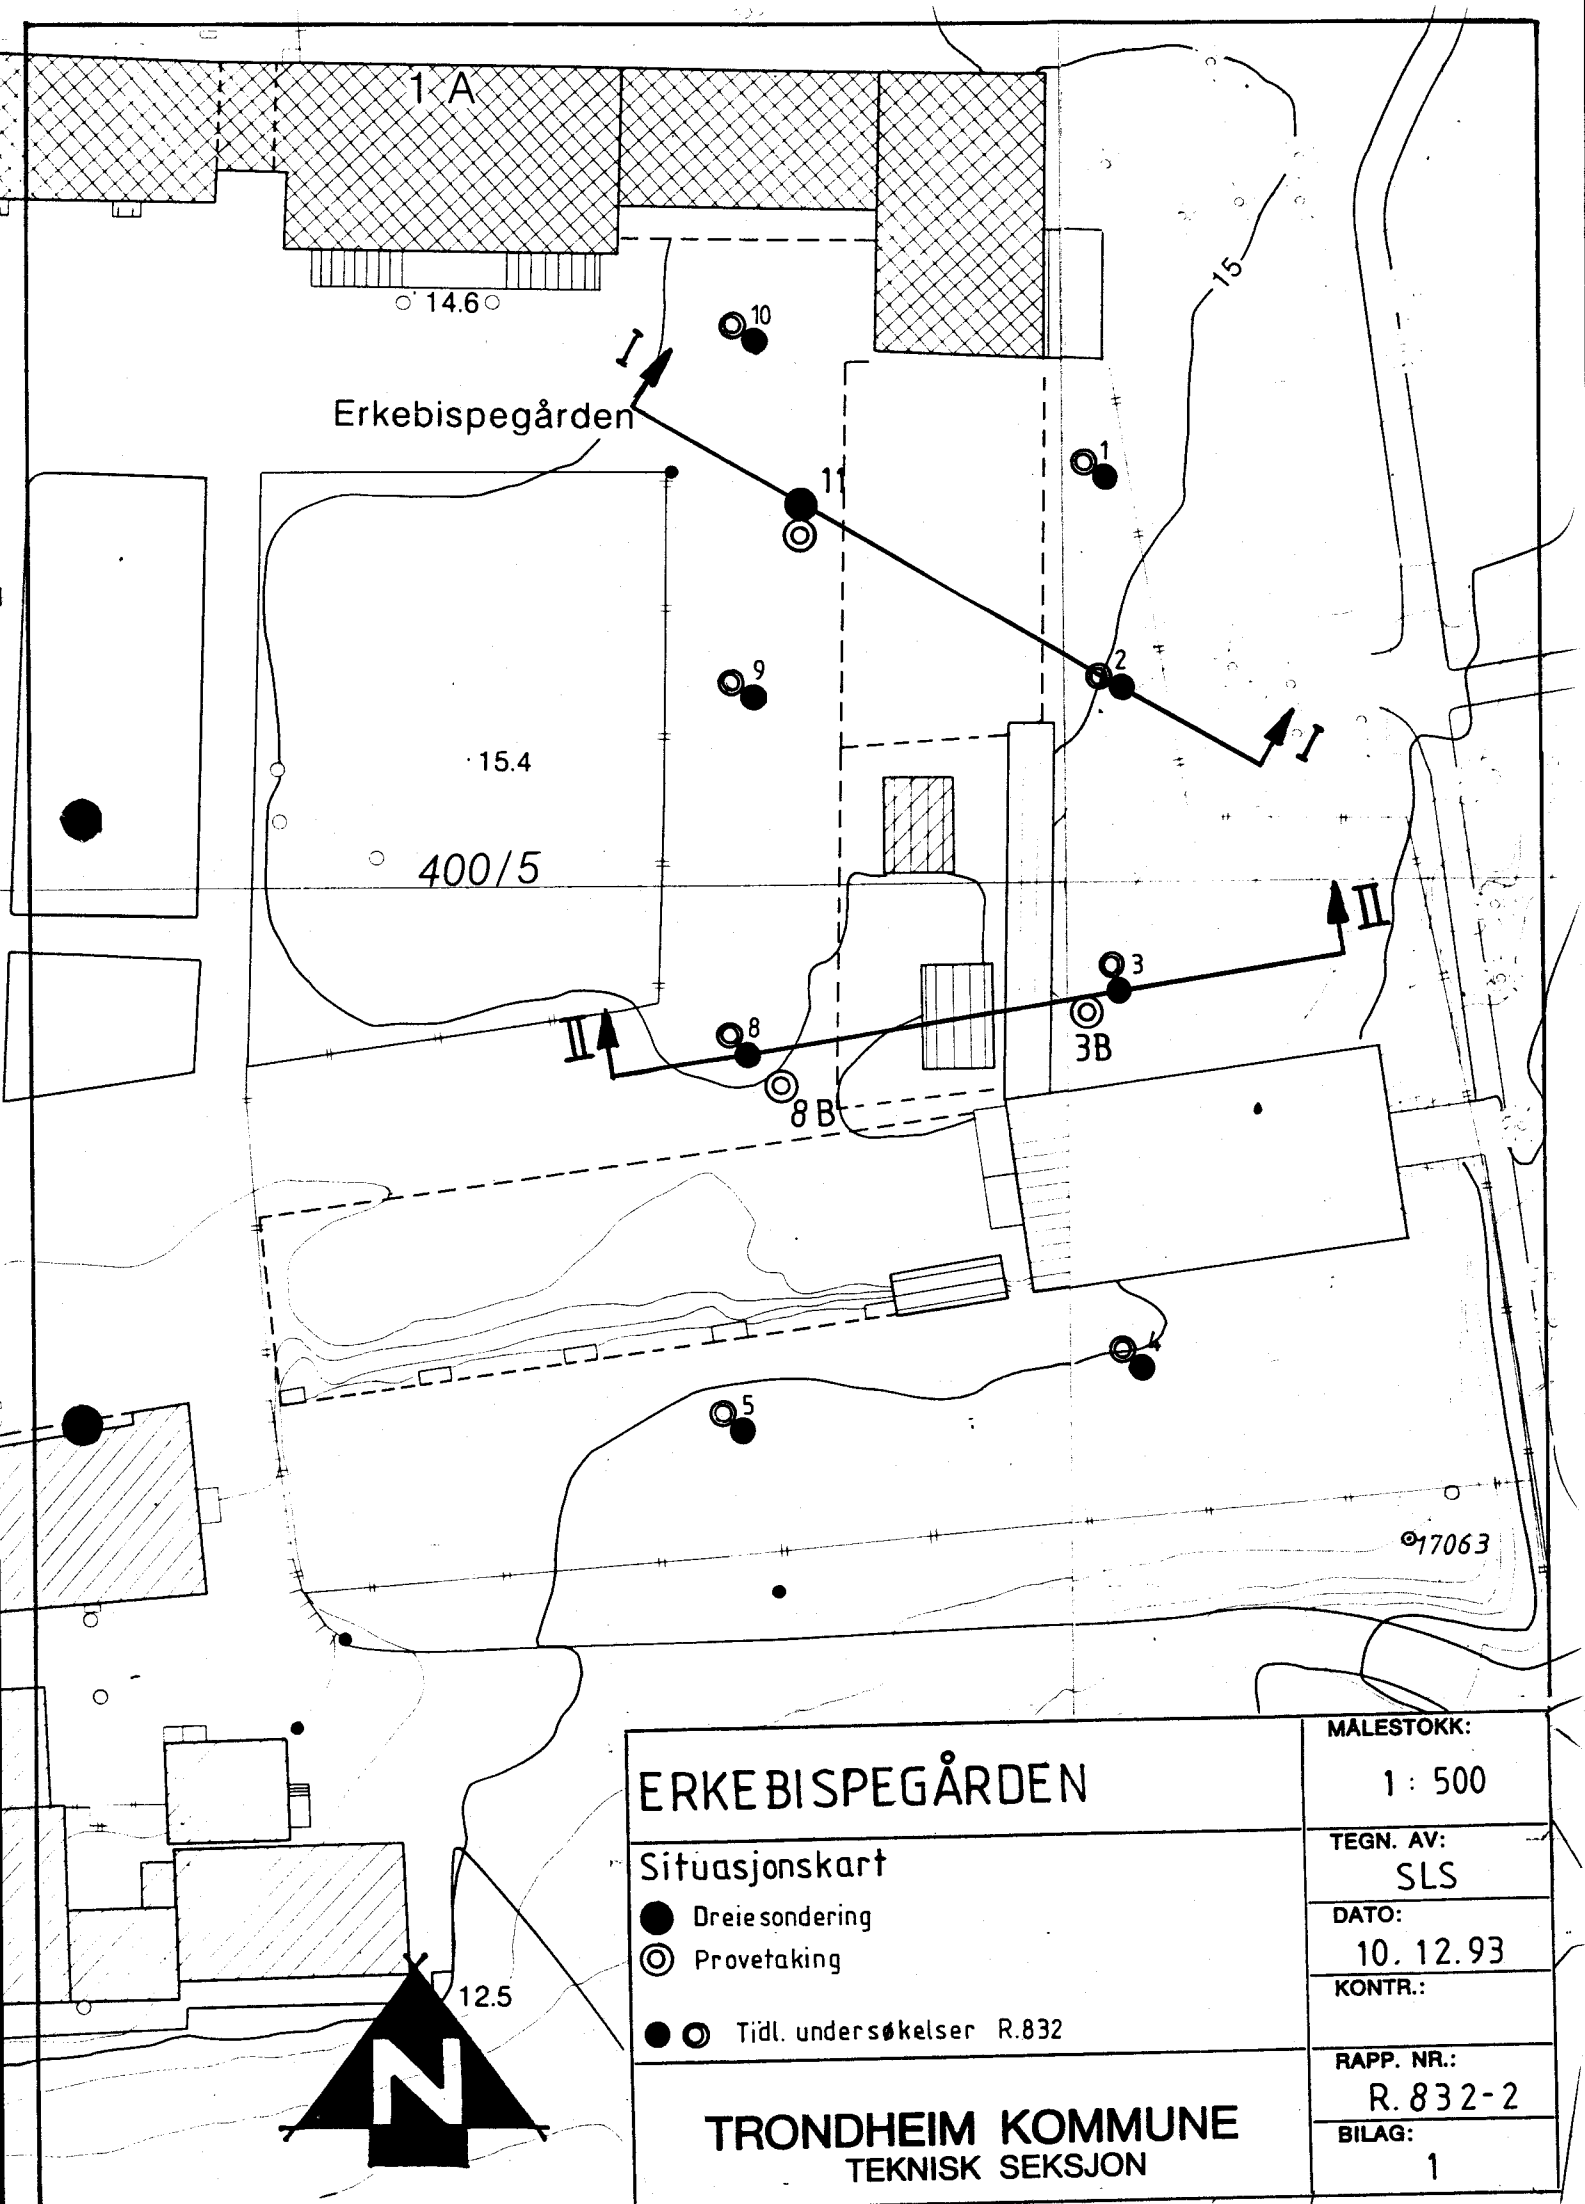 1 A
14.6
10
I
Erkebispegården
15
1
11
2
9
I
15.4
400/5
II
3
II
8
3B
8 B
4
5
17063
12.5
N
ERKEBISPEGÅRDEN
MÅLESTOKK:
1 : 500
Situasjonskart
TEGN. AV:
SLS
Dreiesondering
DATO:
10. 12. 93
Provetaking
KONTR.:
Tidl. undersøkelser R.832
RAPP. NR.:
R. 832-2
TRONDHEIM KOMMUNE
TEKNISK SEKSJON
BILAG:
1